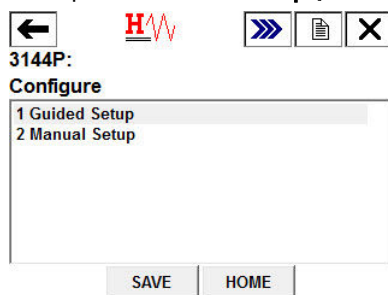 H
3144P:
Configure
1 Guided Setup
2 Manual Setup
SAVE HOME